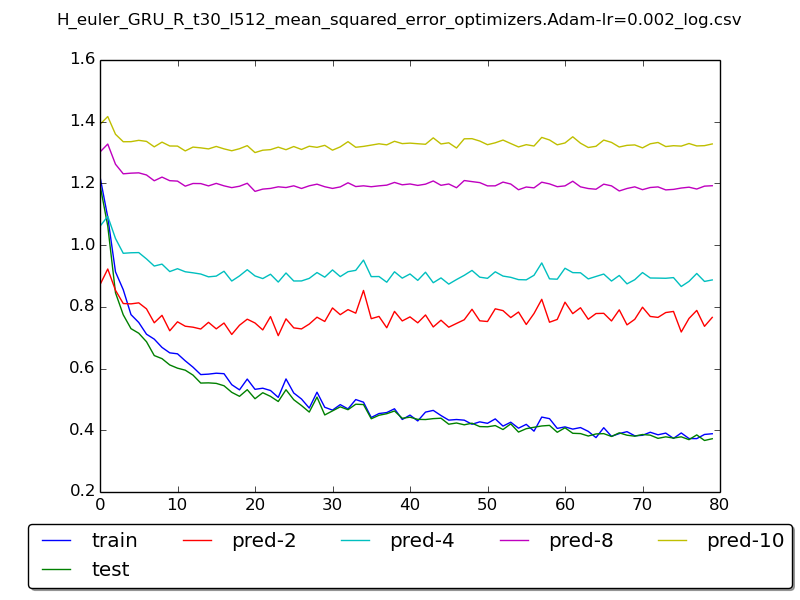 H_euler_GRU_R_t30_l512_mean_squared_error_optimizers.Adam-lr=0.002_log.csv
1.6
1.4
1.2
1.0
0.8
0.6
0.4
0.2
0 10 20 30 40 50 60 70 80
train pred-2 pred-4 pred-8 pred-10
test